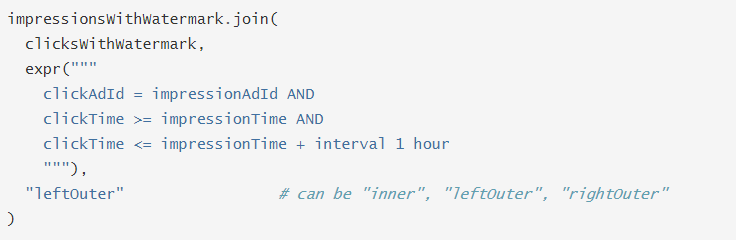 impressionsWithWatermark.join(
  clicksWithWatermark,
  expr("""
    clickAdId = impressionAdId AND
    clickTime >= impressionTime AND
    clickTime <= impressionTime + interval 1 hour
    """),
  "leftOuter"                 # can be "inner", "leftOuter", "rightOuter"
)